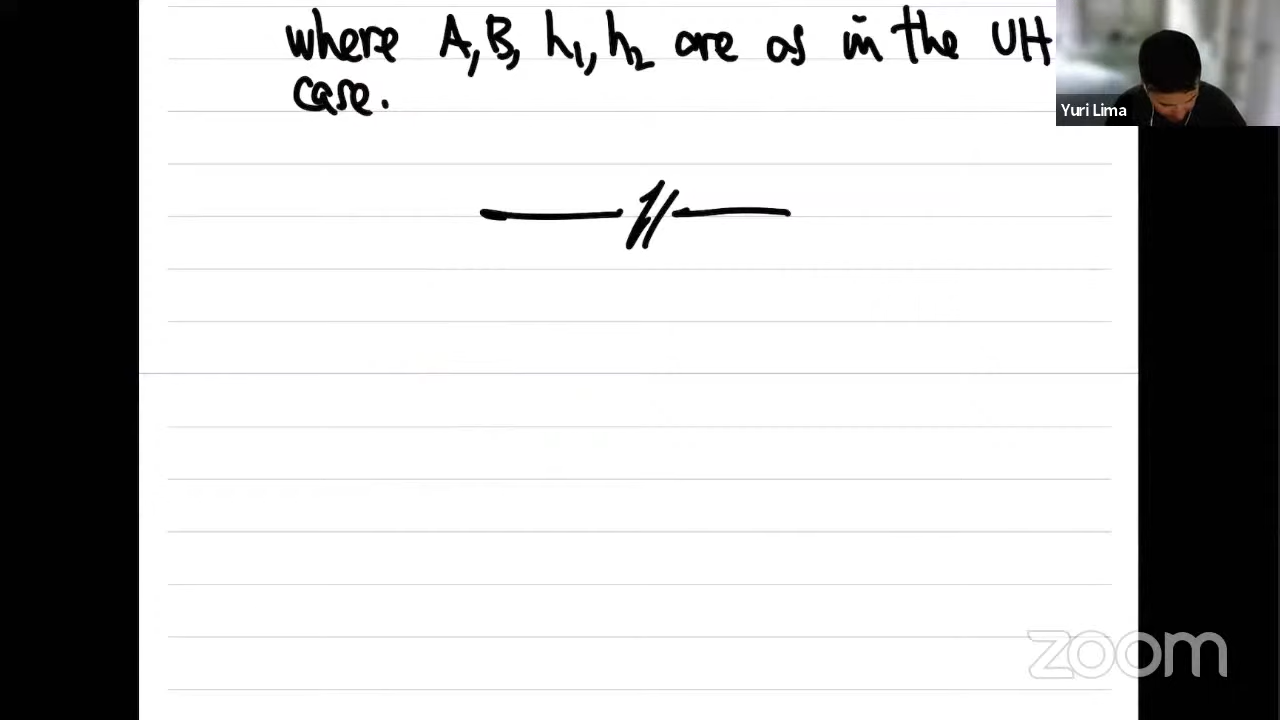 where A, B, h₁, h₂ are as in the UH
case.
Yuri Lima
zoom